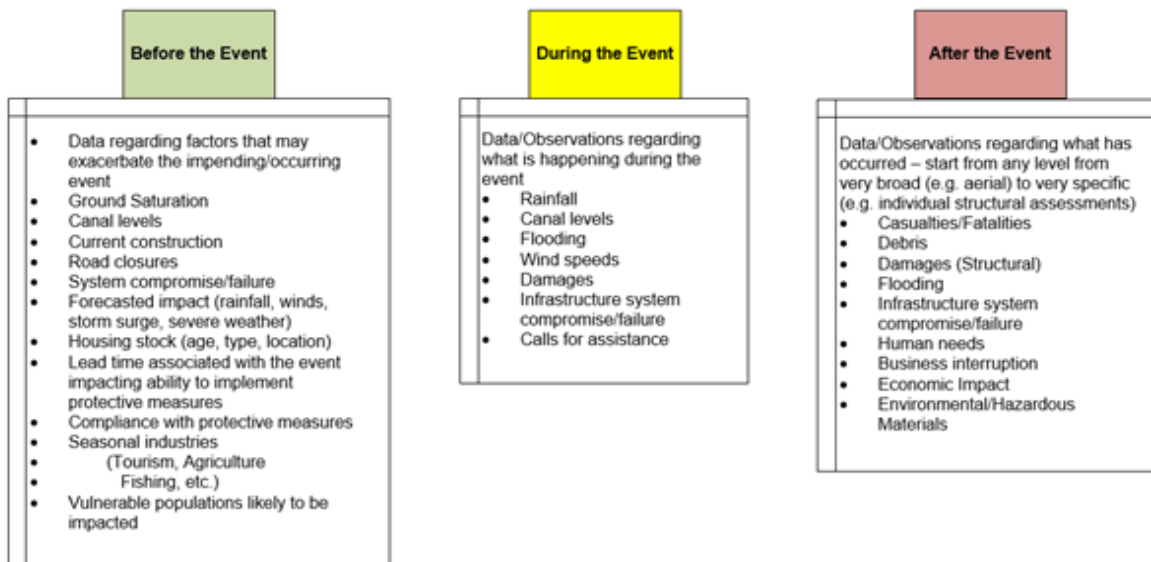 Before the Event
• Data regarding factors that may
exacerbate the impending/occurring
event
• Ground Saturation
• Canal levels
• Current construction
• Road closures
• System compromise/failure
• Forecasted impact (rainfall, winds,
storm surge, severe weather)
• Housing stock (age, type, location)
• Lead time associated with the event
impacting ability to implement
protective measures
• Compliance with protective measures
• Seasonal industries
• (Tourism, Agriculture
• Fishing, etc.)
• Vulnerable populations likely to be
impacted
During the Event
Data/Observations regarding
what is happening during the
event
• Rainfall
• Canal levels
• Flooding
• Wind speeds
• Damages
• Infrastructure system
compromise/failure
• Calls for assistance
After the Event
Data/Observations regarding what has
occurred – start from any level from
very broad (e.g. aerial) to very specific
(e.g. individual structural assessments)
• Casualties/Fatalities
• Debris
• Damages (Structural)
• Flooding
• Infrastructure system
compromise/failure
• Human needs
• Business interruption
• Economic Impact
• Environmental/Hazardous
Materials